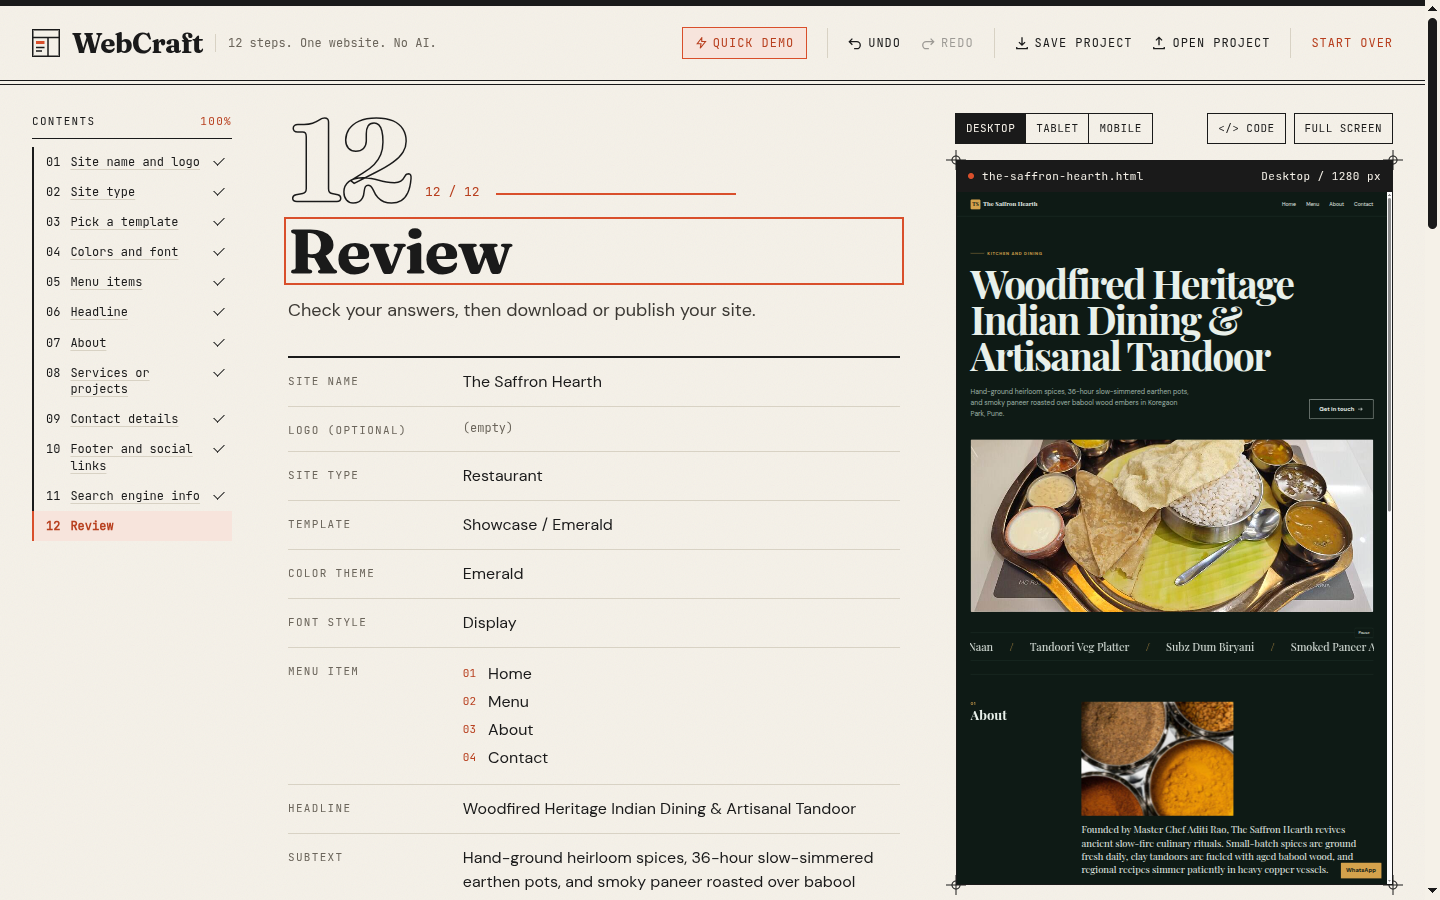 WebCraft
12 steps. One website. No AI.
QUICK DEMO
UNDO
REDO
SAVE PROJECT
OPEN PROJECT
START OVER
CONTENTS
100%
01 Site name and logo
02 Site type
03 Pick a template
04 Colors and font
05 Menu items
06 Headline
07 About
08 Services or
projects
09 Contact details
10 Footer and social
links
11 Search engine info
12 Review
12
12 / 12
Review
Check your answers, then download or publish your site.
SITE NAME
The Saffron Hearth
LOGO (OPTIONAL)
(empty)
SITE TYPE
Restaurant
TEMPLATE
Showcase / Emerald
COLOR THEME
Emerald
FONT STYLE
Display
MENU ITEM
01 Home
02 Menu
03 About
04 Contact
HEADLINE
Woodfired Heritage Indian Dining & Artisanal Tandoor
SUBTEXT
Hand-ground heirloom spices, 36-hour slow-simmered
earthen pots, and smoky paneer roasted over babool
DESKTOP
TABLET
MOBILE
</> CODE
FULL SCREEN
the-saffron-hearth.html
Desktop / 1280 px
TS The Saffron Hearth
Home Menu About Contact
KITCHEN AND DINING
Woodfired Heritage
Indian Dining &
Artisanal Tandoor
Hand-ground heirloom spices, 36-hour slow-simmered earthen pots,
and smoky paneer roasted over babool wood embers in Koregaon
Park, Pune.
Get in touch →
Pause
Naan / Tandoori Veg Platter / Subz Dum Biryani / Smoked Paneer
01
About
Founded by Master Chef Aditi Rao, The Saffron Hearth revives
ancient slow-fire culinary rituals. Small-batch spices are ground
fresh daily, clay tandoors are fueled with aged babool wood, and
regional recipes simmer patiently in heavy copper vessels.
WhatsApp